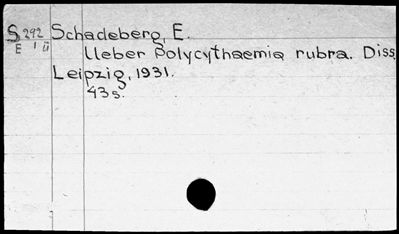 S 292 Schadeberg, E.
E I ü Ueber Polycythaemia rubra. Diss.
Leipzig, 1931.
43 s.